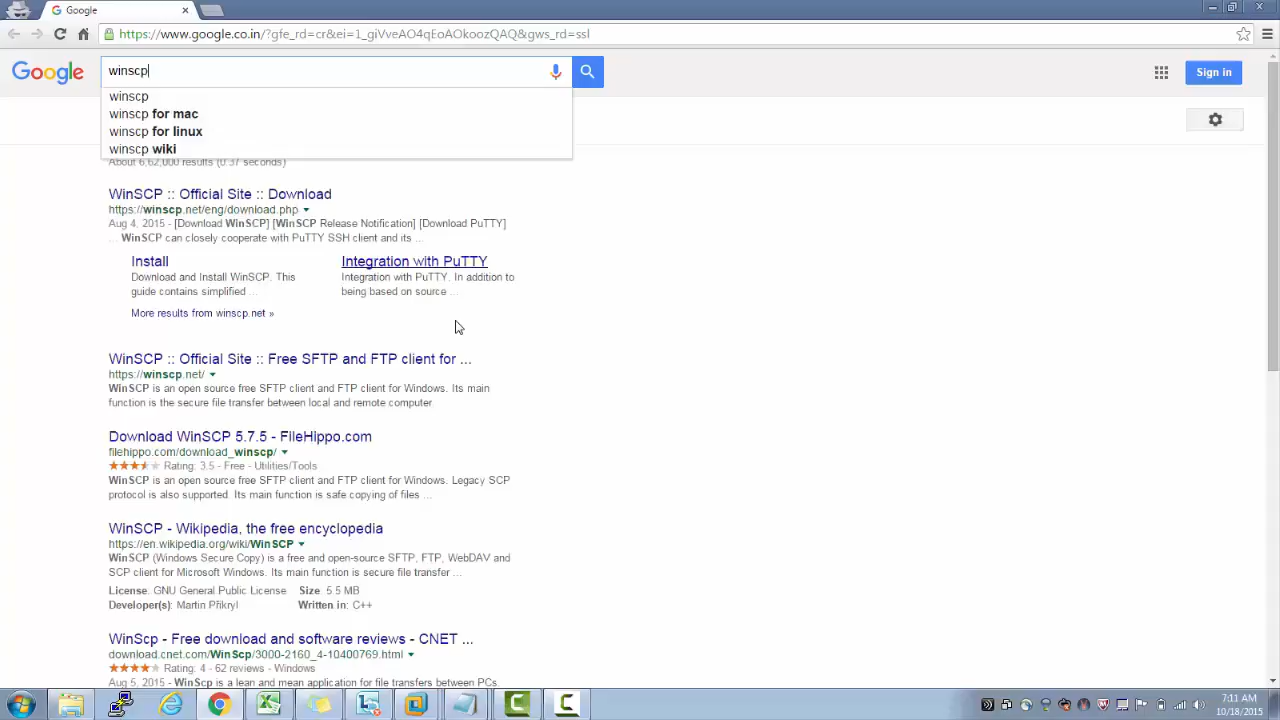 Google
https://www.google.co.in/?gfe_rd=cr&ei=1_giVveAO4qEoAOkoozQAQ&gws_rd=ssl
Google
winscp
Sign in
winscp
winscp for mac
winscp for linux
winscp wiki
About 6,62,000 results (0.37 seconds)
WinSCP :: Official Site :: Download
https://winscp.net/eng/download.php
Aug 4, 2015 - [Download WinSCP] [WinSCP Release Notification] [Download PuTTY]
... WinSCP can closely cooperate with PuTTY SSH client and its ...
Install
Integration with PuTTY
Download and Install WinSCP. This
guide contains simplified ...
Integration with PuTTY. In addition to
being based on source ...
More results from winscp.net »
WinSCP :: Official Site :: Free SFTP and FTP client for ...
https://winscp.net/
WinSCP is an open source free SFTP client and FTP client for Windows. Its main
function is the secure file transfer between local and remote computer.
Download WinSCP 5.7.5 - FileHippo.com
filehippo.com/download_winscp/
Rating: 3.5 - Free - Utilities/Tools
WinSCP is an open source free SFTP client and FTP client for Windows. Legacy SCP
protocol is also supported. Its main function is safe copying of files ...
WinSCP - Wikipedia, the free encyclopedia
https://en.wikipedia.org/wiki/WinSCP
WinSCP (Windows Secure Copy) is a free and open-source SFTP, FTP, WebDAV and
SCP client for Microsoft Windows. Its main function is secure file transfer ...
License: GNU General Public License Size: 5.5 MB
Developer(s): Martin Přikryl Written in: C++
WinScp - Free download and software reviews - CNET ...
download.cnet.com/WinScp/3000-2160_4-10400769.html
Rating: 4 - 62 reviews - Windows
Aug 5, 2015 - WinScp is a lean and mean application for file transfers between PCs.
7:11 AM
10/18/2015